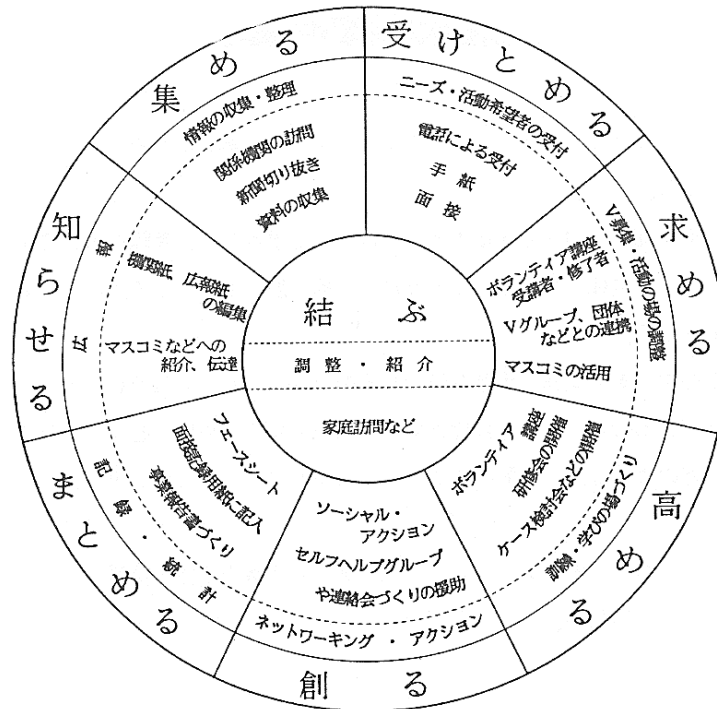 受けとめる
ニーズ・活動希望者の受付
電話による受付
手紙
面接
求める
V募集・活動の場の調整
ボランティア講座
受講者・修了者
Vグループ、団体
などとの連携
マスコミの活用
高める
訓練・学びの場づくり
ボランティア講座
研修会の開催
ケース検討会などの開催
創る
ネットワーキング・アクション
ソーシャル・
アクション
セルフヘルプグループ
や連絡会づくりの援助
まとめる
記録・統計
フェースシート
面接記録用紙に記入
事業報告書づくり
知らせる
広報
機関紙、広報紙
の編集
マスコミなどへの
紹介、伝達
集める
情報の収集・整理
関係機関の訪問
新聞切り抜き
資料の収集
結ぶ
調整・紹介
家庭訪問など